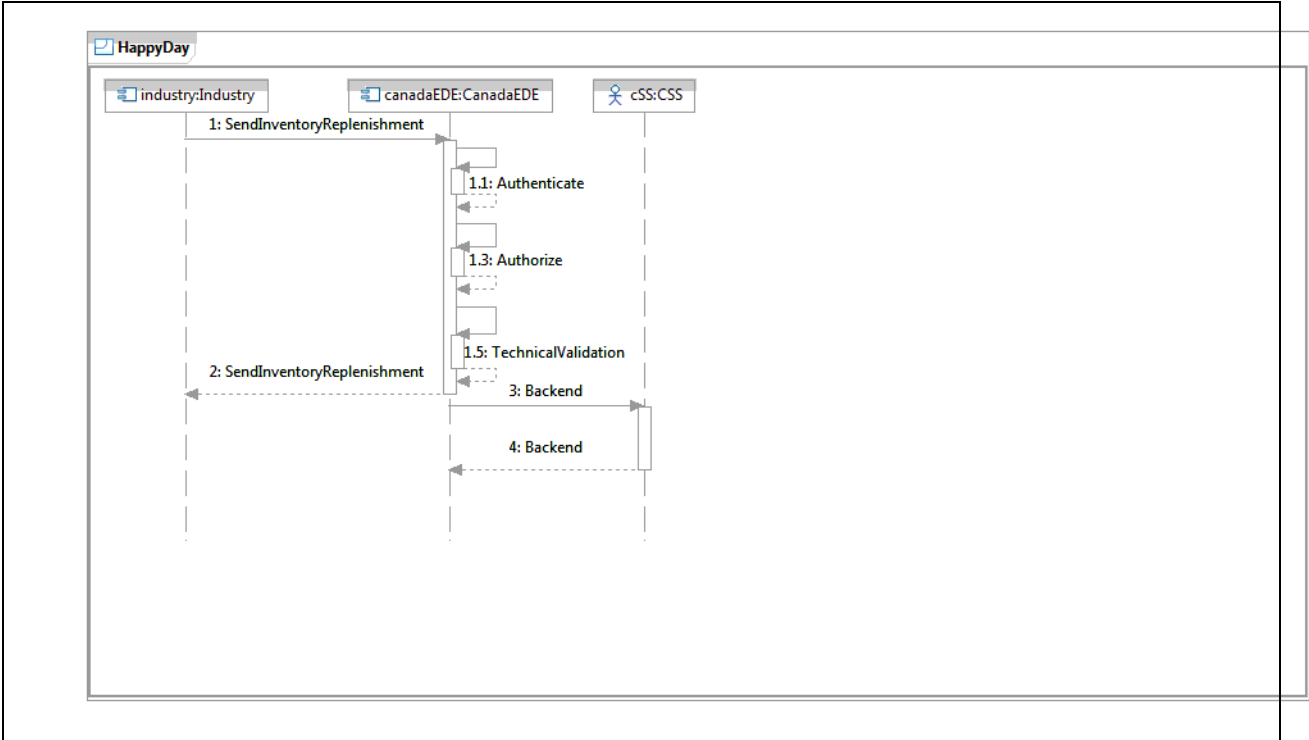 HappyDay
industry:Industry
canadaEDE:CanadaEDE
cSS:CSS
1: SendInventoryReplenishment
1.1: Authenticate
1.3: Authorize
1.5: TechnicalValidation
2: SendInventoryReplenishment
3: Backend
4: Backend